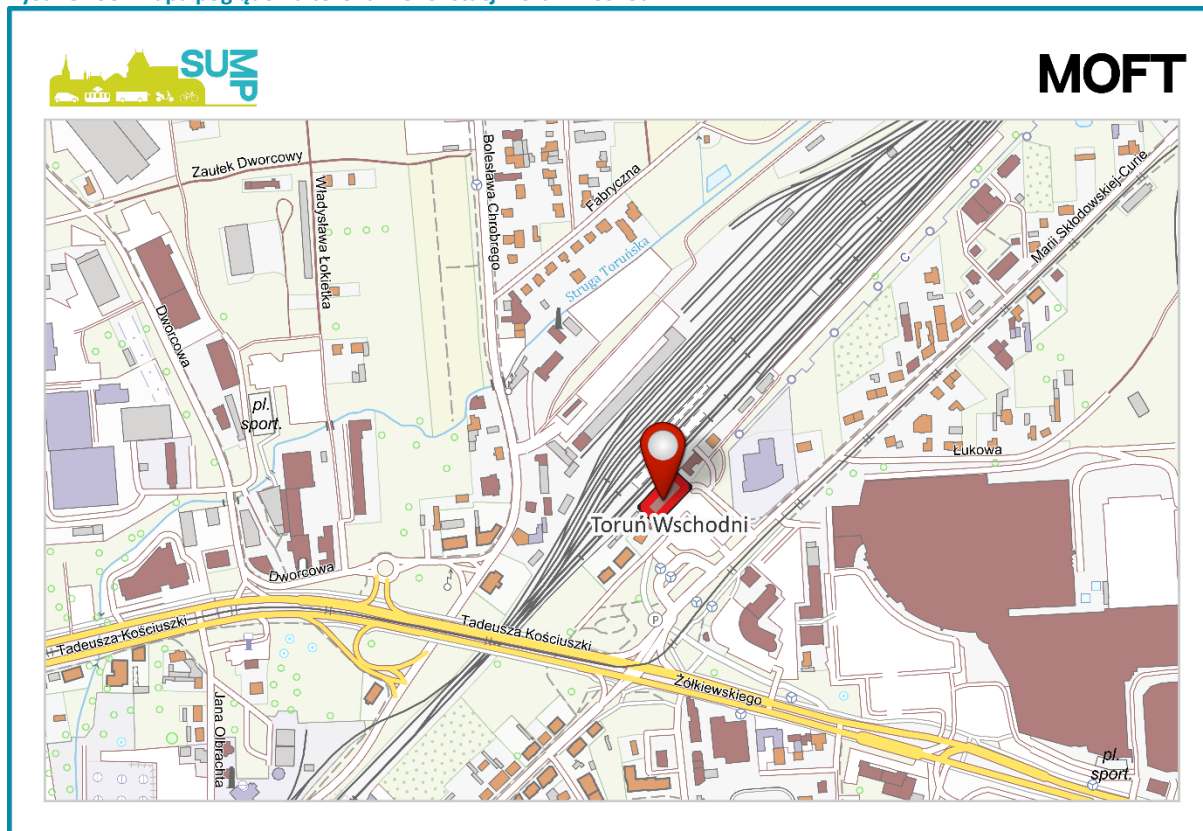 SUMP
MOFT
Zaułek Dworcowy
Władysława Łokietka
Bolesława Chrobrego
Fabryczna
Struga Toruńska
Marii Skłodowskiej-Curie
Dworcowa
pl.
sport.
C
Łukowa
Toruń Wschodni
Dworcowa
P
Tadeusza Kościuszki
Tadeusza Kościuszki
Żółkiewskiego
Jana Olbrachta
pl.
sport.